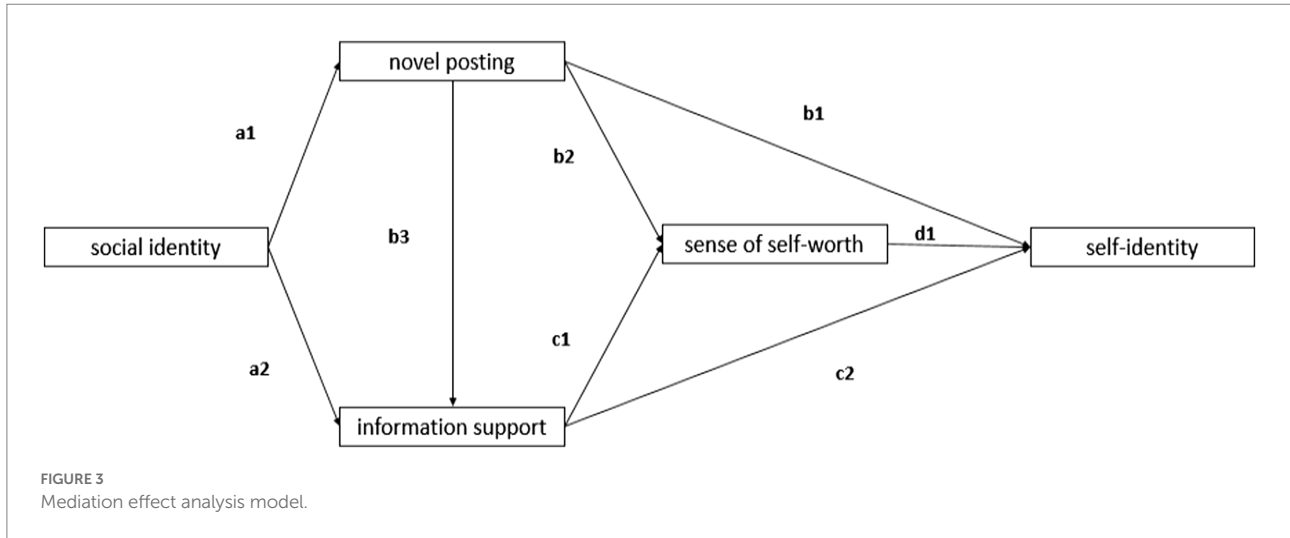 novel posting
b1
a1
b2
b3
social identity
sense of self-worth
d1
self-identity
c1
a2
c2
information support
FIGURE 3
Mediation effect analysis model.